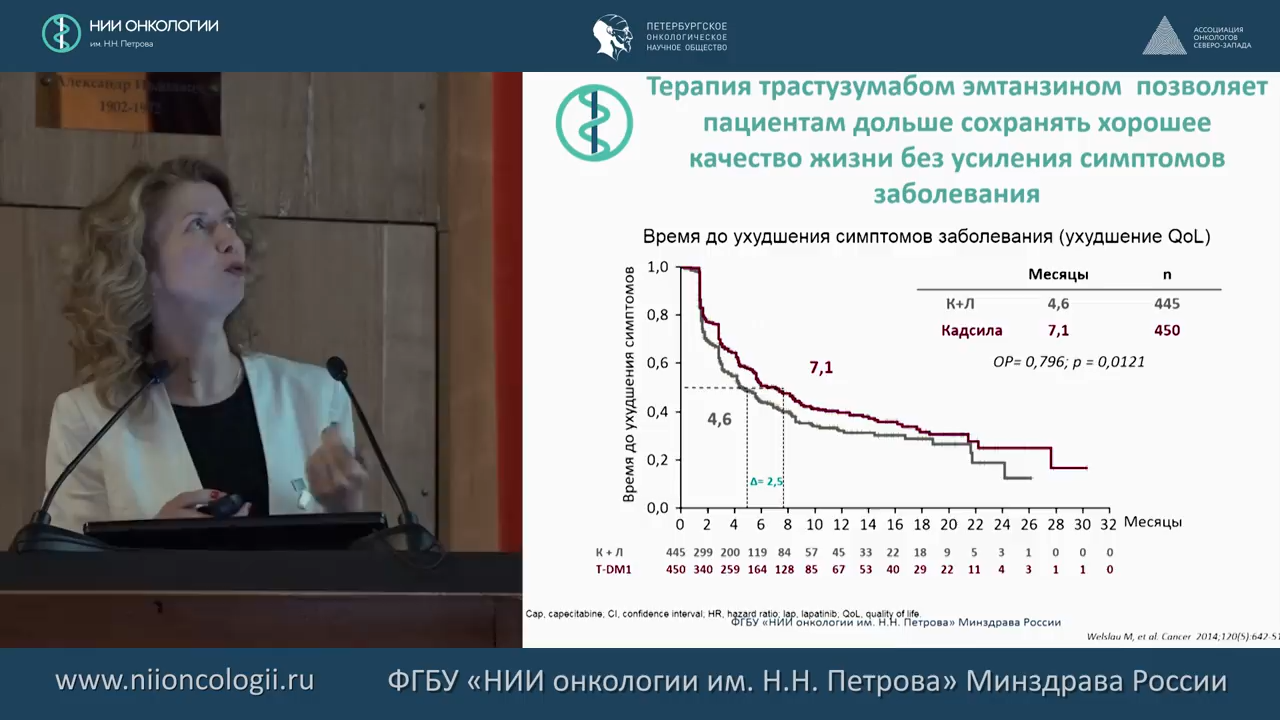 НИИ ОНКОЛОГИИ
им. Н.Н. Петрова
ПЕТЕРБУРГСКОЕ
ОНКОЛОГИЧЕСКОЕ
НАУЧНОЕ ОБЩЕСТВО
АССОЦИАЦИЯ
ОНКОЛОГОВ
СЕВЕРО-ЗАПАДА
Александр
1902-19
Терапия трастузумабом эмтанзином позволяет
пациентам дольше сохранять хорошее
качество жизни без усиления симптомов
заболевания
Время до ухудшения симптомов заболевания (ухудшение QoL)
Время до ухудшения симптомов
1,0
0,8
0,6
0,4
0,2
0,0
Месяцы n
К+Л 4,6 445
Кадсила 7,1 450
ОР= 0,796; p = 0,0121
7,1
4,6
Δ= 2,5
0 2 4 6 8 10 12 14 16 18 20 22 24 26 28 30 32 Месяцы
К + Л 445 299 200 119 84 57 45 33 22 18 9 5 3 1 0 0 0
T-DM1 450 340 259 164 128 85 67 53 40 29 22 11 4 3 1 1 0
Cap, capecitabine, CI, confidence interval; HR, hazard ratio; lap, lapatinib; QoL, quality of life.
ФГБУ «НИИ онкологии им. Н.Н. Петрова» Минздрава России
Welslau M, et al. Cancer 2014;120(5):642-51
www.niioncologii.ru
ФГБУ «НИИ онкологии им. Н.Н. Петрова» Минздрава России